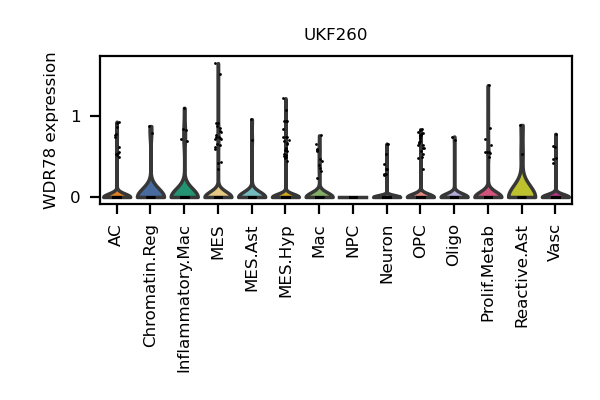 UKF260
WDR78 expression
1
0
AC
Chromatin.Reg
Inflammatory.Mac
MES
MES.Ast
MES.Hyp
Mac
NPC
Neuron
OPC
Oligo
Prolif.Metab
Reactive.Ast
Vasc